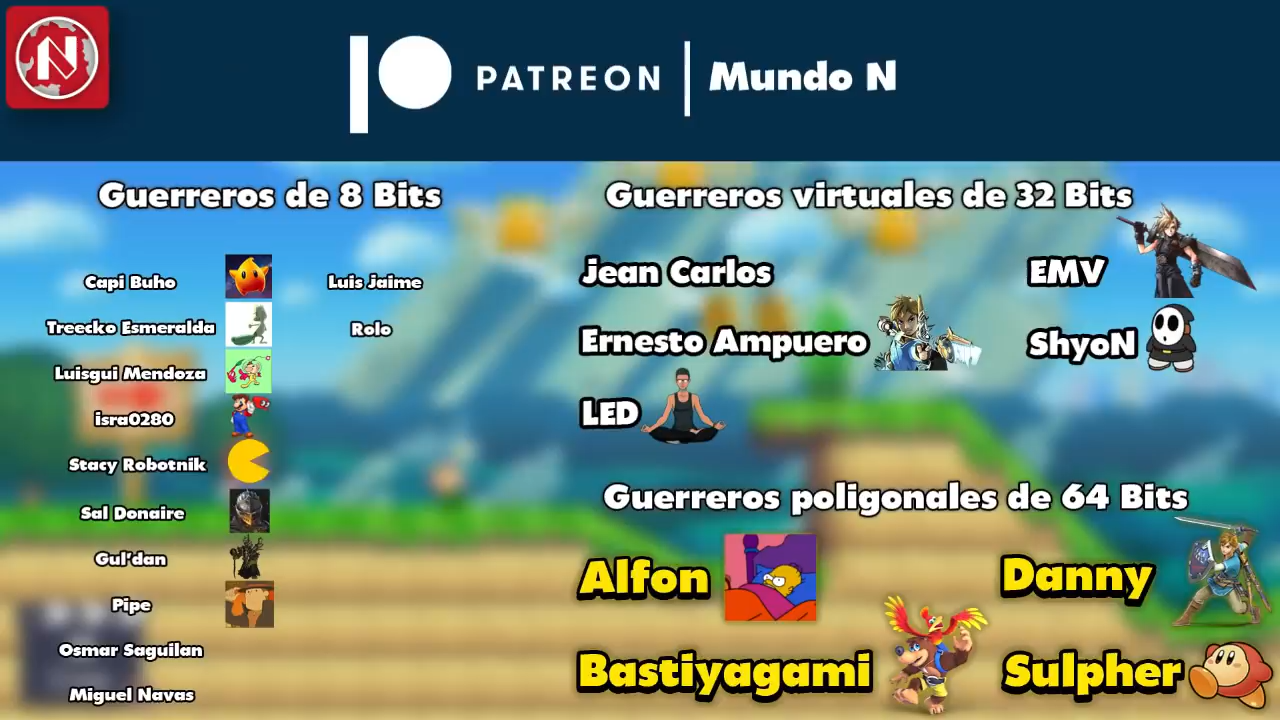 N
PATREON | Mundo N
Guerreros de 8 Bits
Capi Buho
Treecko Esmeralda
Luisgui Mendoza
isra0280
Stacy Robotnik
Sal Donaire
Gul'dan
Pipe
Osmar Saguilan
Miguel Navas
Luis Jaime
Rolo
Guerreros virtuales de 32 Bits
Jean Carlos
Ernesto Ampuero
LED
EMV
ShyoN
Guerreros poligonales de 64 Bits
Alfon
Danny
Bastiyagami
Sulpher